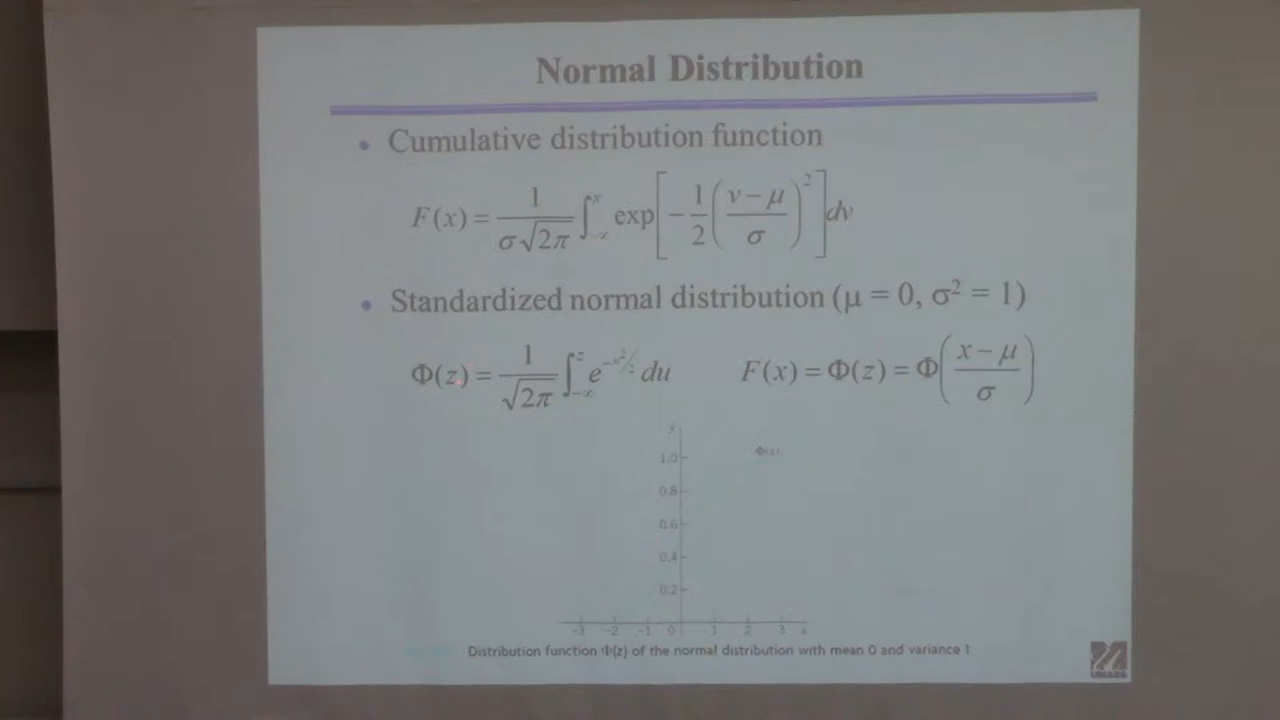 Normal Distribution
• Cumulative distribution function
F(x) = 1/(σ√2π) ∫_{-∞}^{x} exp[-1/2((v-μ)/σ)^2] dv
• Standardized normal distribution (μ = 0, σ² = 1)
Φ(z) = 1/√2π ∫_{-∞}^{z} e^{-u²/2} du F(x) = Φ(z) = Φ((x-μ)/σ)
y
Φ(z)
1.0
0.8
0.6
0.4
0.2
-3 -2 -1 0 1 2 3 x
Distribution function Φ(z) of the normal distribution with mean 0 and variance 1
UMASS